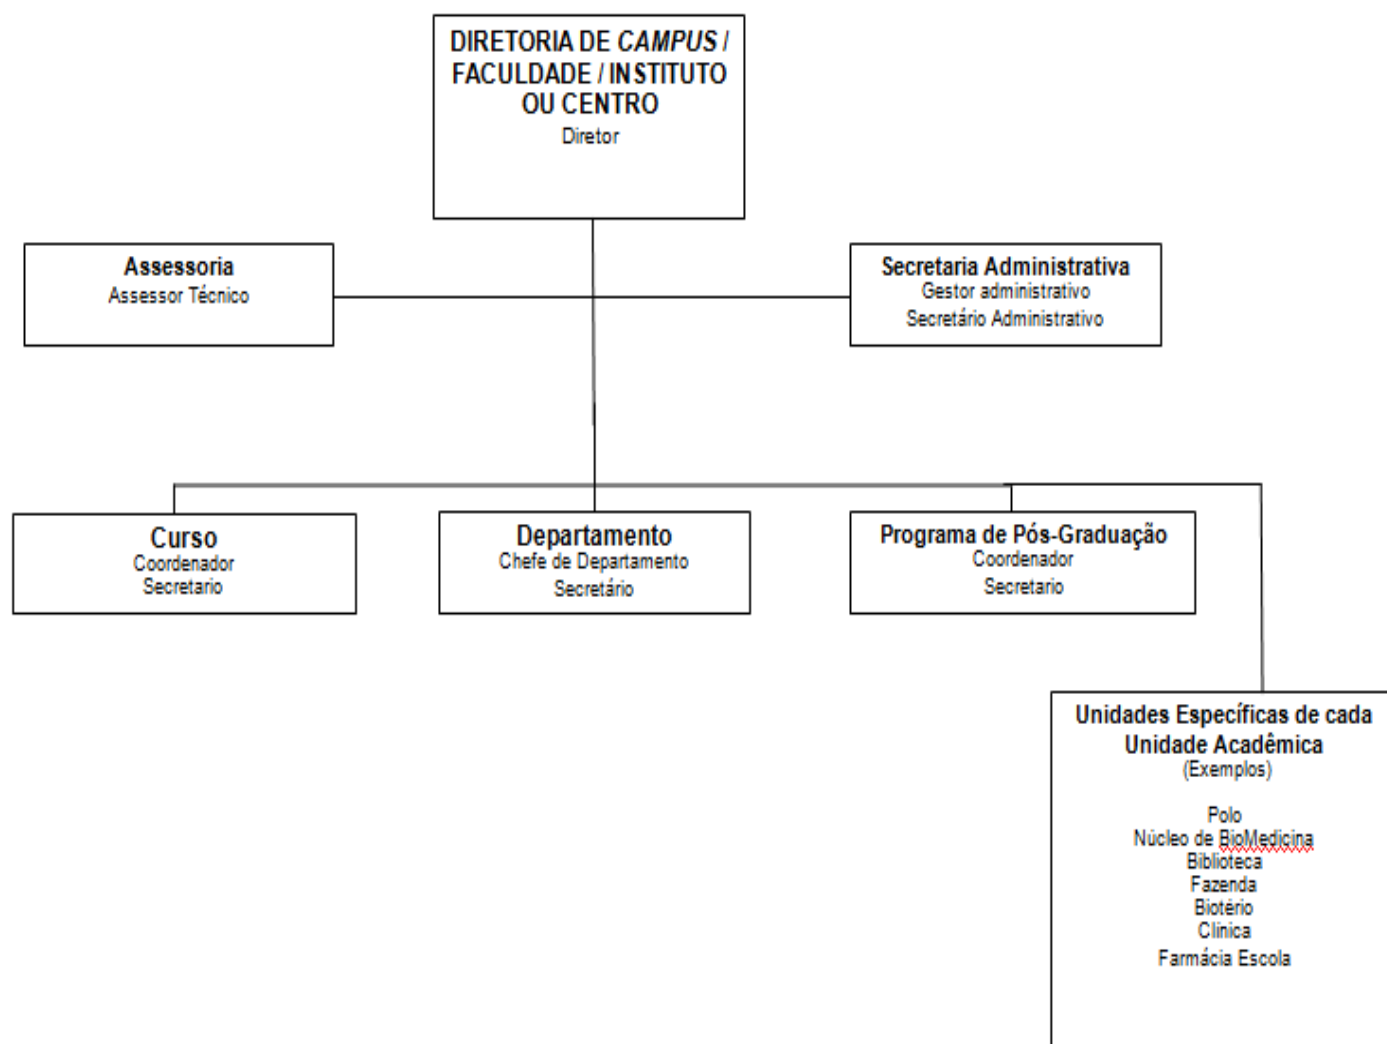 DIRETORIA DE CAMPUS /
FACULDADE / INSTITUTO
OU CENTRO
Diretor
Assessoria
Assessor Técnico
Secretaria Administrativa
Gestor administrativo
Secretário Administrativo
Curso
Coordenador
Secretario
Departamento
Chefe de Departamento
Secretário
Programa de Pós-Graduação
Coordenador
Secretario
Unidades Específicas de cada
Unidade Acadêmica
(Exemplos)
Polo
Núcleo de BioMedicina
Biblioteca
Fazenda
Biotério
Clínica
Farmácia Escola